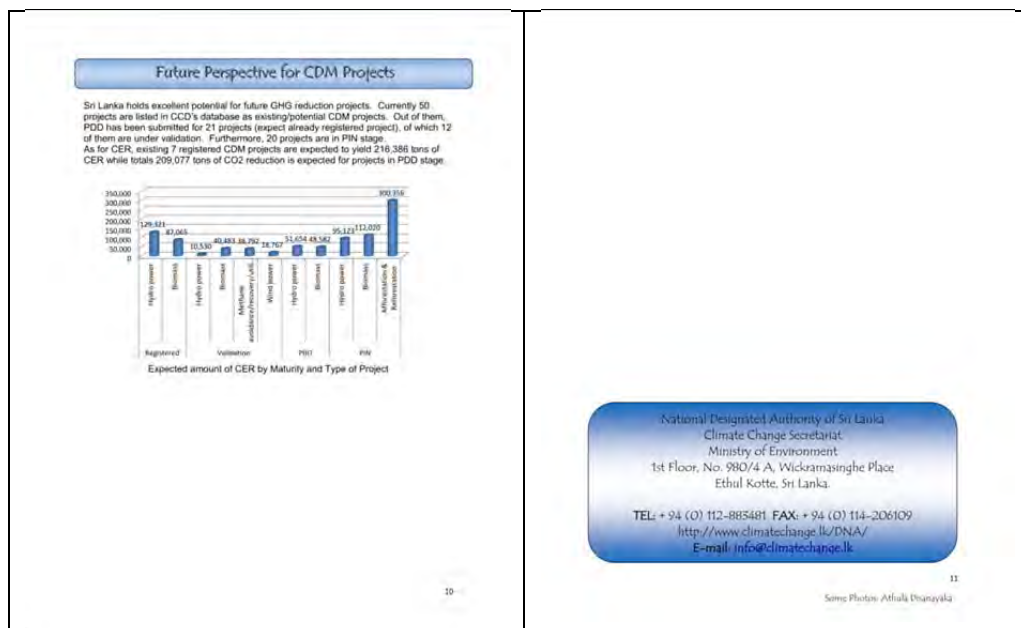 Future Perspective for CDM Projects
Sri Lanka holds excellent potential for future GHG reduction projects. Currently 50
projects are listed in CCD's database as existing/potential CDM projects. Out of them,
PDD has been submitted for 21 projects (expect already registered project), of which 12
of them are under validation. Furthermore, 20 projects are in PIN stage.
As for CER, existing 7 registered CDM projects are expected to yield 216,386 tons of
CER while totals 209,077 tons of CO2 reduction is expected for projects in PDD stage.
350,000
300,000
250,000
200,000
150,000
100,000
50,000
0
129,321
87,065
10,530
40,483
38,792
18,767
51,654
48,582
95,123
112,020
300,356
Hydro power
Biomass
Hydro power
Biomass
Methane
avoidance/recovery/util.
Wind power
Hydro power
Biomass
Hydro power
Biomass
Afforestation &
Reforestation
Registered
Validation
PDD
PIN
Expected amount of CER by Maturity and Type of Project
10
National Designated Authority of Sri Lanka
Climate Change Secretariat
Ministry of Environment
1st Floor, No. 980/4 A, Wickramasinghe Place
Ethul Kotte, Sri Lanka.
TEL: + 94 (0) 112-883481 FAX: + 94 (0) 114-206109
http://www.climatechange.lk/DNA/
E-mail: info@climatechange.lk
11
Some Photos: Athula